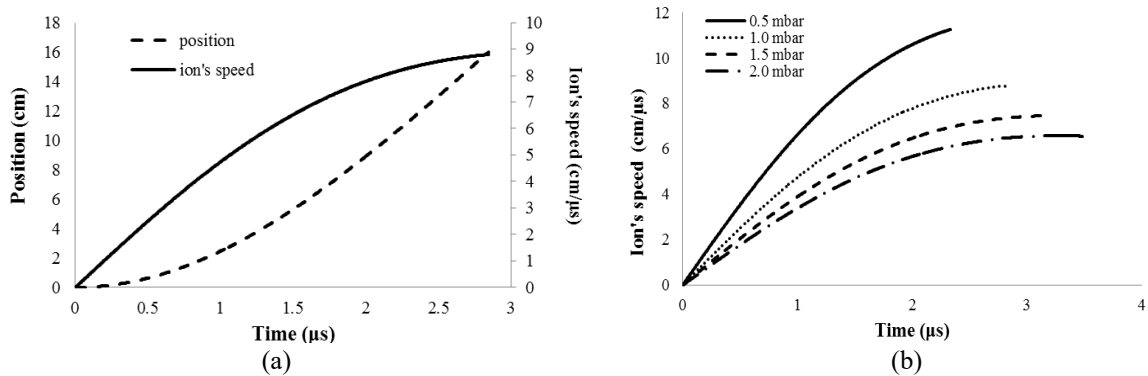 18
16
14
12
10
8
6
4
2
0
Position (cm)
position
ion's speed
10
9
8
7
6
5
4
3
2
1
0
Ion's speed (cm/μs)
0 0.5 1 1.5 2 2.5 3
Time (μs)
(a)
12
10
8
6
4
2
0
Ion's speed (cm/μs)
0.5 mbar
1.0 mbar
1.5 mbar
2.0 mbar
0 1 2 3 4
Time (μs)
(b)